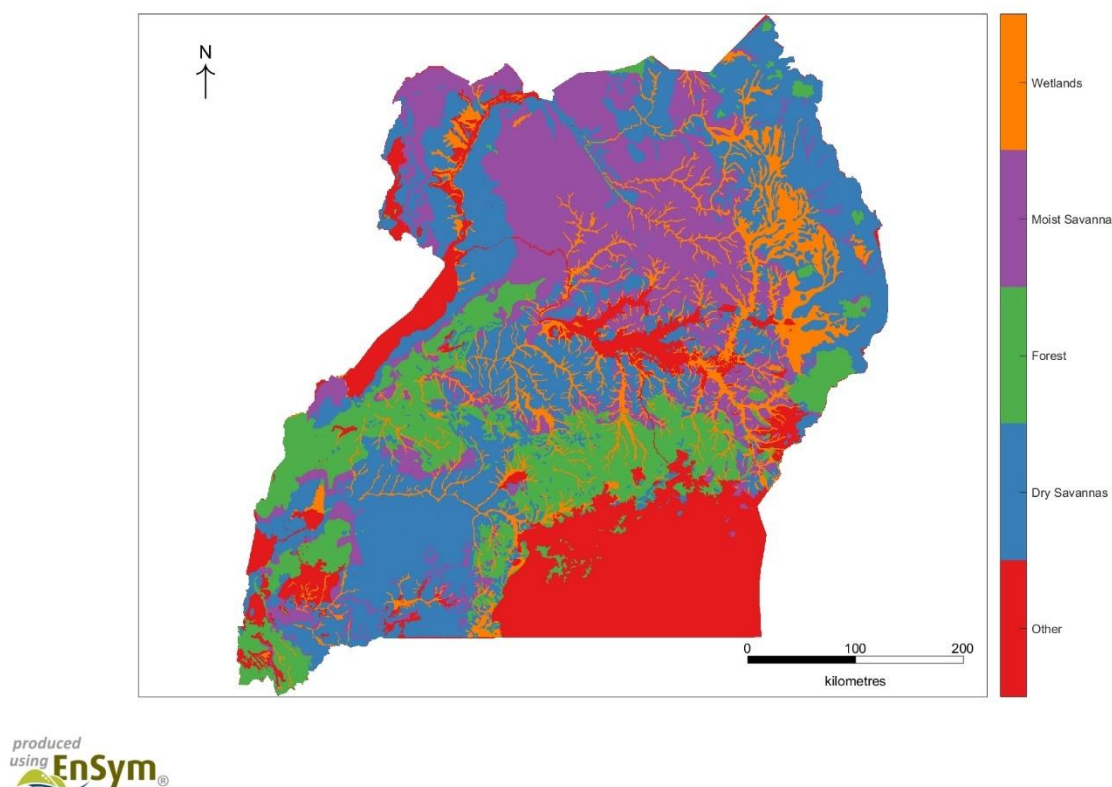 N
Wetlands
Moist Savanna
Forest
Dry Savannas
Other
0 100 200
kilometres
produced
using EnSym®